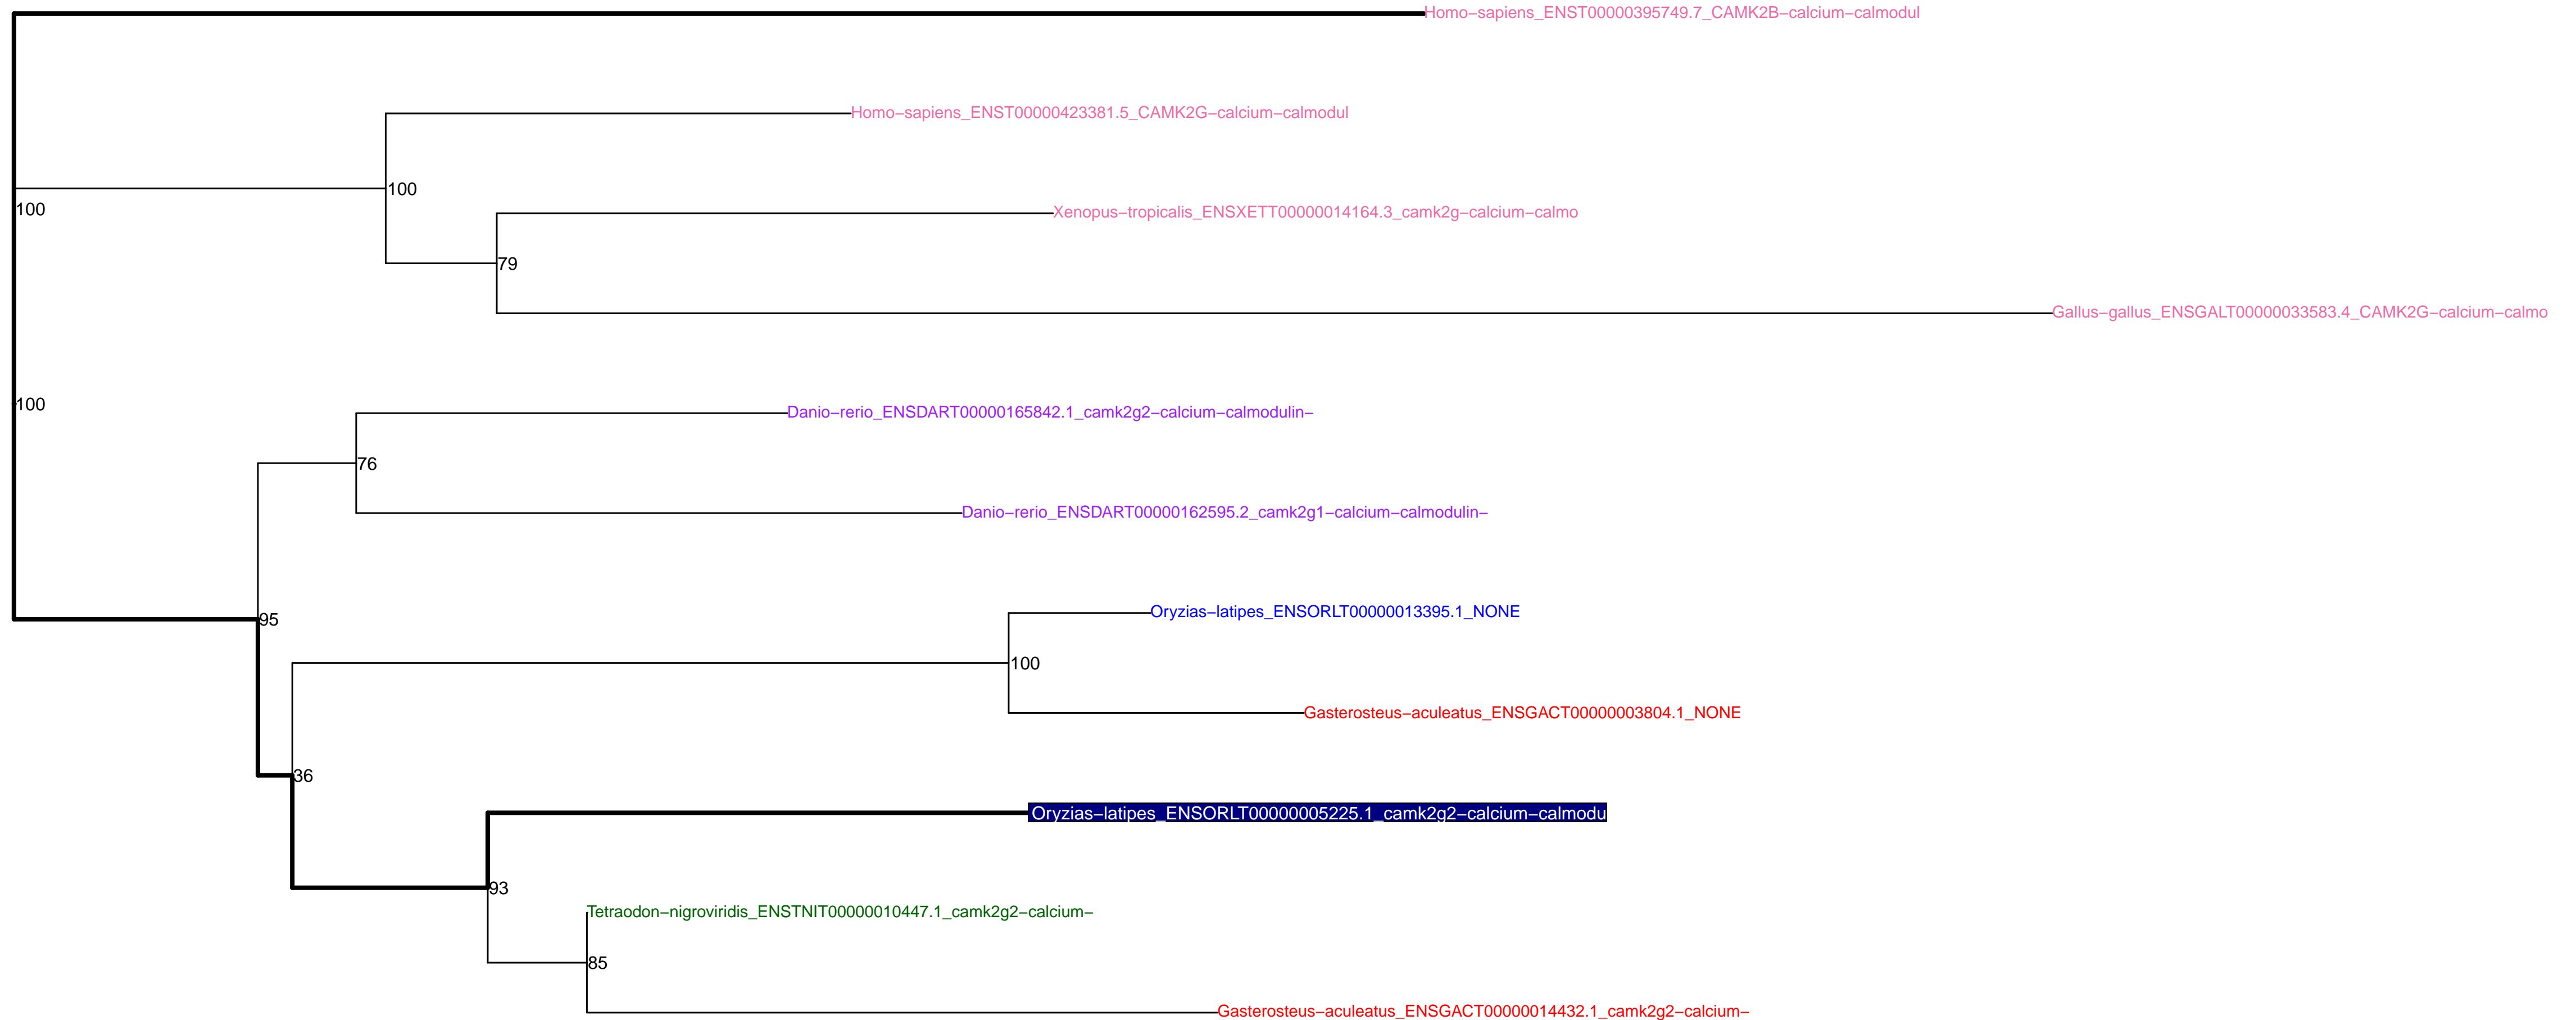 Homo−sapiens_ENST00000395749.7_CAMK2B−calcium−calmodul
Homo−sapiens_ENST00000423381.5_CAMK2G−calcium−calmodul
100
100
Xenopus−tropicalis_ENSXETT00000014164.3_camk2g−calcium−calmo
79
Gallus−gallus_ENSGALT00000033583.4_CAMK2G−calcium−calmo
100
Danio−rerio_ENSDART00000165842.1_camk2g2−calcium−calmodulin−
76
Danio−rerio_ENSDART00000162595.2_camk2g1−calcium−calmodulin−
95
Oryzias−latipes_ENSORLT00000013395.1_NONE
100
Gasterosteus−aculeatus_ENSGACT00000003804.1_NONE
36
Oryzias−latipes_ENSORLT00000005225.1_camk2g2−calcium−calmodu
93
Tetraodon−nigroviridis_ENSTNIT00000010447.1_camk2g2−calcium−
85
Gasterosteus−aculeatus_ENSGACT00000014432.1_camk2g2−calcium−